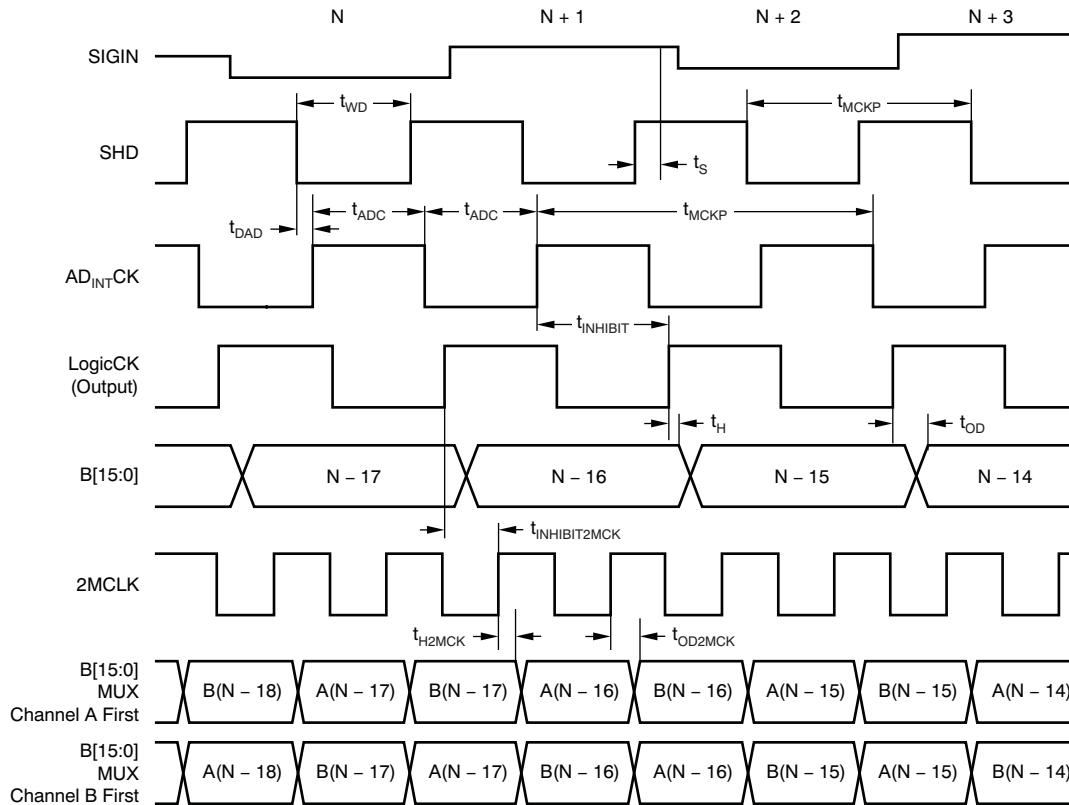 N N + 1 N + 2 N + 3
SIGIN
t_WD t_MCKP
SHD
t_S
t_ADC t_ADC t_MCKP
t_DAD
AD_INTCK
t_INHIBIT
LogicCK
(Output)
t_H t_OD
B[15:0] N − 17 N − 16 N − 15 N − 14
t_INHIBIT2MCK
2MCLK
t_H2MCK t_OD2MCK
B[15:0]
MUX B(N − 18) A(N − 17) B(N − 17) A(N − 16) B(N − 16) A(N − 15) B(N − 15) A(N − 14)
Channel A First
B[15:0]
MUX A(N − 18) B(N − 17) A(N − 17) B(N − 16) A(N − 16) B(N − 15) A(N − 15) B(N − 14)
Channel B First